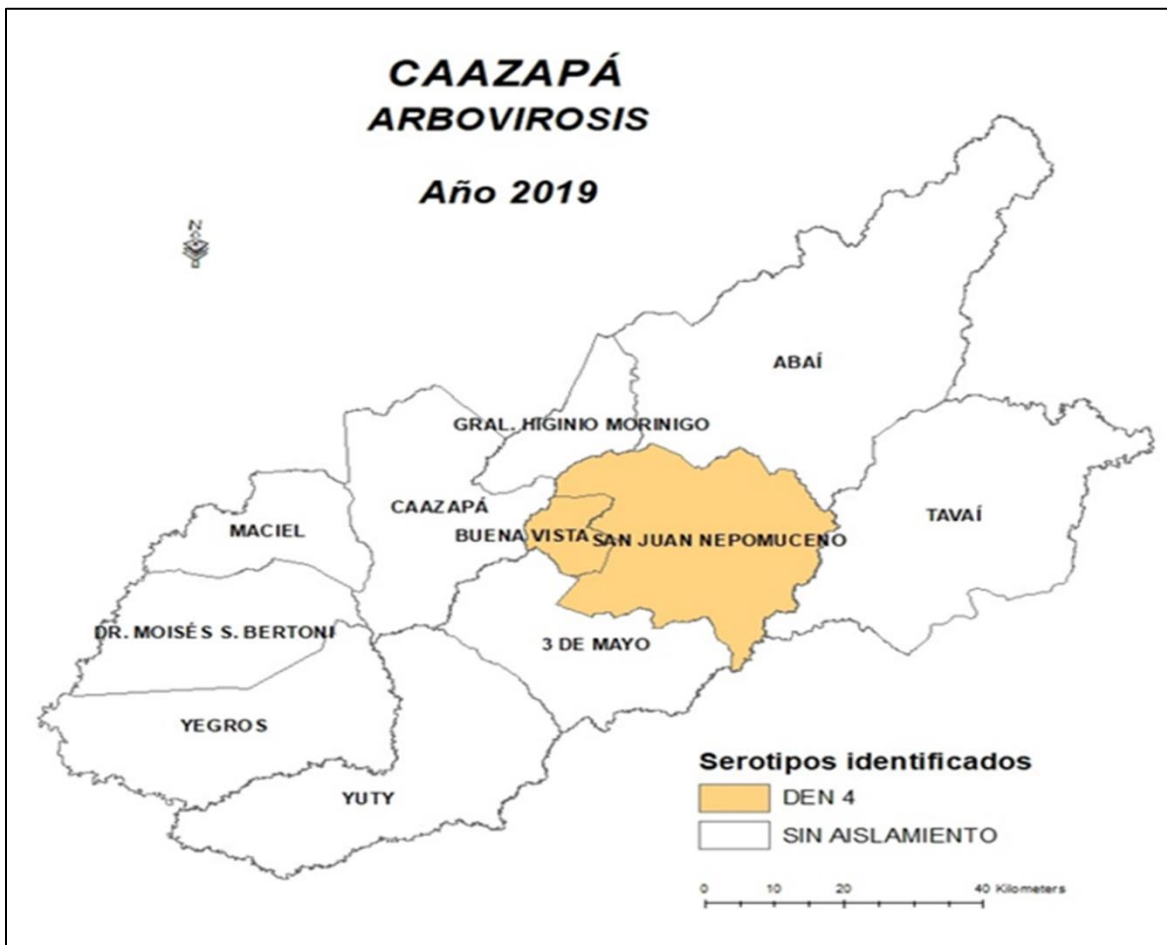 CAAZAPÁ
ARBOVIROSIS
Año 2019
N
ABAÍ
GRAL. HIGINIO MORINIGO
CAAZAPÁ
TAVAÍ
MACIEL
BUENA VISTA
SAN JUAN NEPOMUCENO
DR. MOISÉS S. BERTONI
3 DE MAYO
YEGROS
YUTY
Serotipos identificados
DEN 4
SIN AISLAMIENTO
0 10 20 40 Kilometers